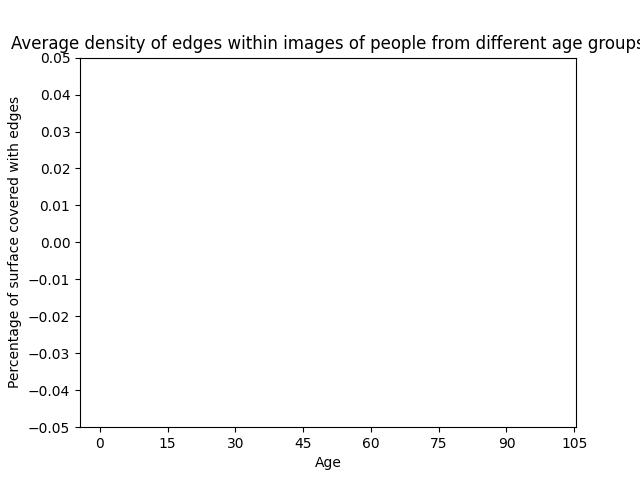 Average density of edges within images of people from different age groups
Percentage of surface covered with edges
0.05
0.04
0.03
0.02
0.01
0.00
−0.01
−0.02
−0.03
−0.04
−0.05
0 15 30 45 60 75 90 105
Age